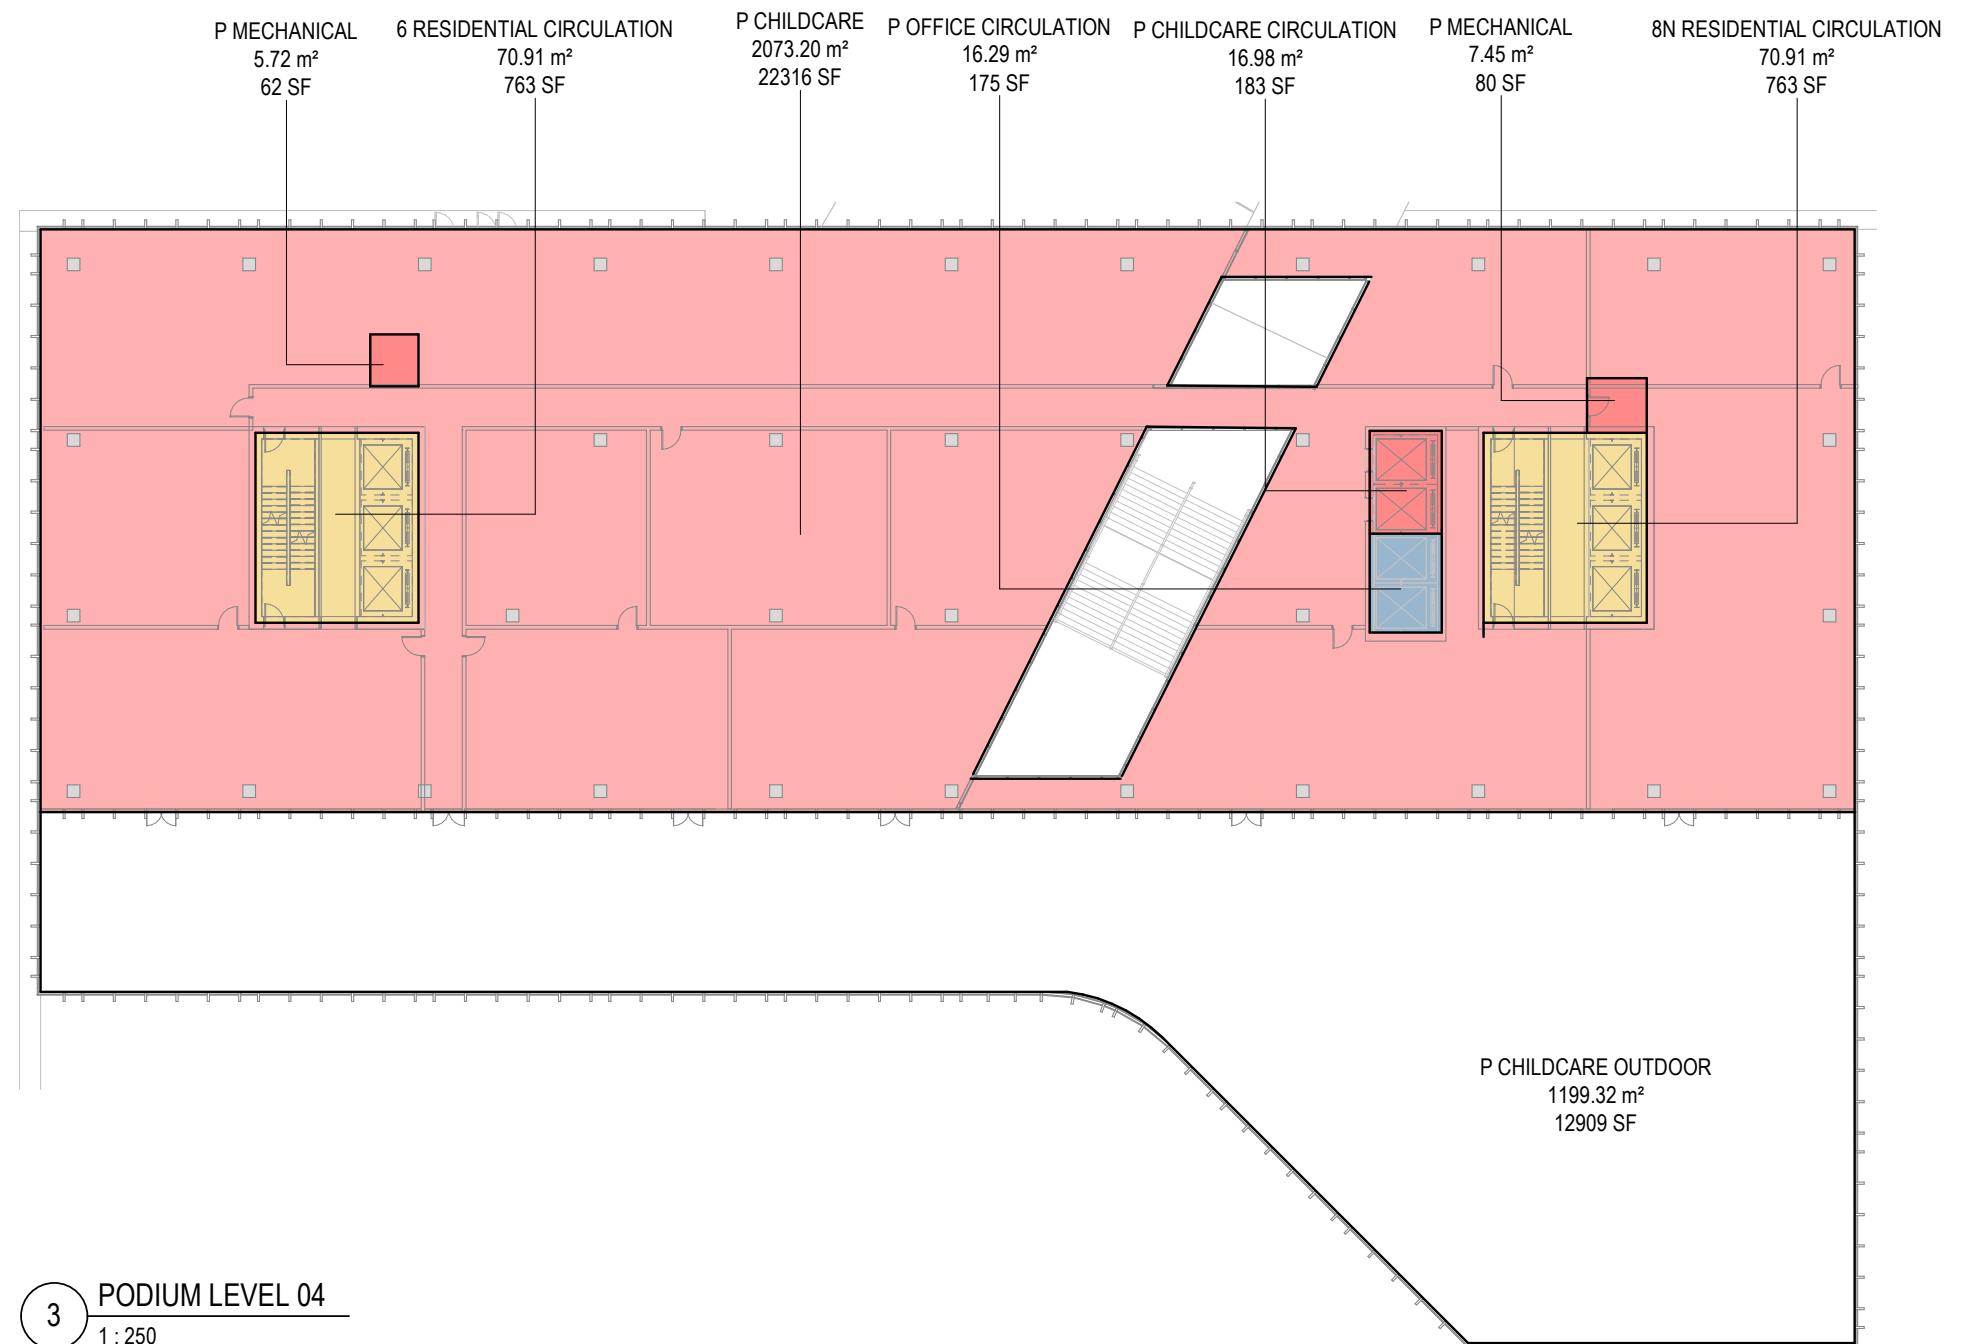 P MECHANICAL
5.72 m²
62 SF
6 RESIDENTIAL CIRCULATION
70.91 m²
763 SF
P CHILDCARE
2073.20 m²
22316 SF
P OFFICE CIRCULATION
16.29 m²
175 SF
P CHILDCARE CIRCULATION
16.98 m²
183 SF
P MECHANICAL
7.45 m²
80 SF
8N RESIDENTIAL CIRCULATION
70.91 m²
763 SF
P CHILDCARE OUTDOOR
1199.32 m²
12909 SF
3
PODIUM LEVEL 04
1 : 250